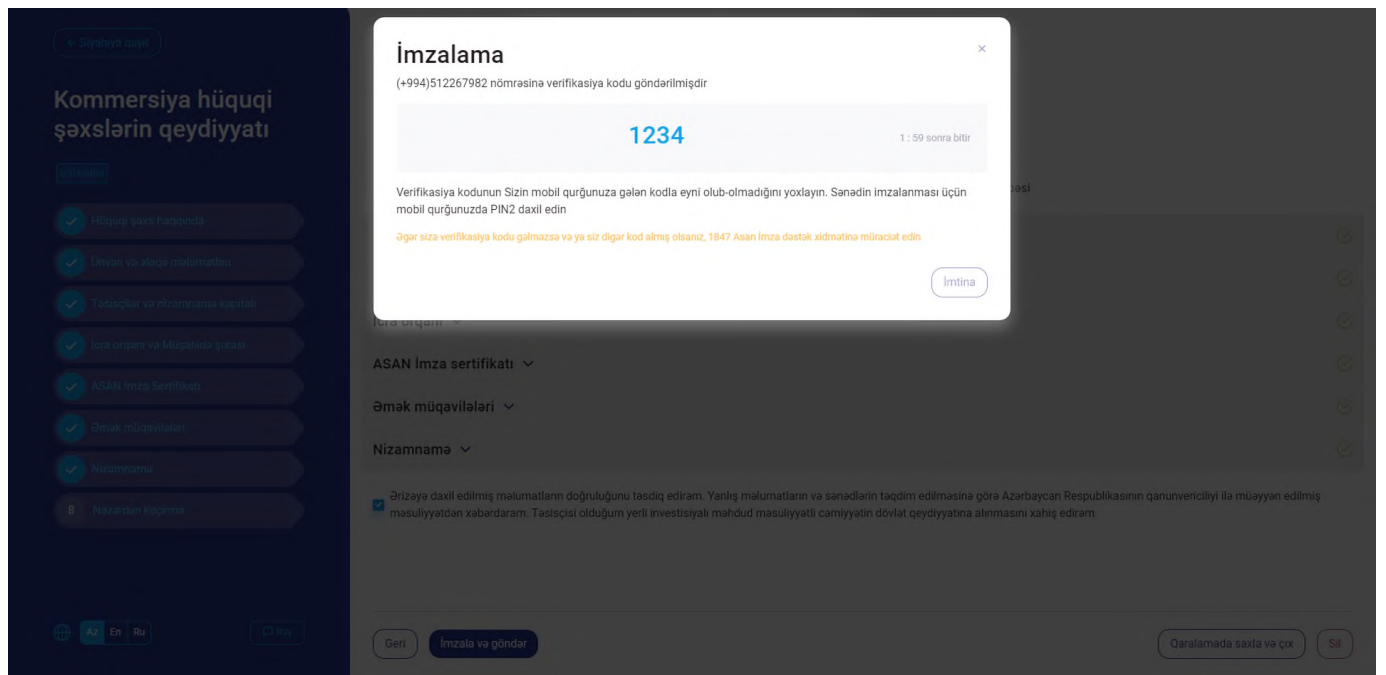 ← Siyahıya qayıt
Kommersiya hüquqi
şəxslərin qeydiyyatı
Hüquqi şəxs haqqında
Ünvan və əlaqə məlumatları
Təsisçilər və nizamnamə kapitalı
İcra orqanı və Müşahidə şurası
ASAN İmza Sertifikatı
Əmək müqavilələri
Nizamnamə
8 Nəzərdən keçirmə
Az En Ru
Rəy
İmzalama
×
(+994)512267982 nömrəsinə verifikasiya kodu göndərilmişdir
1234
1 : 59 sonra bitir
Verifikasiya kodunun Sizin mobil qurğunuza gələn kodla eyni olub-olmadığını yoxlayın. Sənədin imzalanması üçün
mobil qurğunuzda PIN2 daxil edin
Əgər sizə verifikasiya kodu gəlməzsə və ya siz digər kod almış olsanız, 1847 Asan İmza dəstək xidmətinə müraciət edin
İmtina
İcra orqanı
ASAN İmza sertifikatı
Əmək müqavilələri
Nizamnamə
Ərizəyə daxil edilmiş məlumatların doğruluğunu təsdiq edirəm. Yanlış məlumatların və sənədlərin təqdim edilməsinə görə Azərbaycan Respublikasının qanunvericiliyi ilə müəyyən edilmiş
məsuliyyətdən xəbərdaram. Təsisçisi olduğum yerli investisiyalı məhdud məsuliyyətli cəmiyyətin dövlət qeydiyyatına alınmasını xahiş edirəm.
Geri
İmzala və göndər
Qaralamada saxla və çıx
Sil